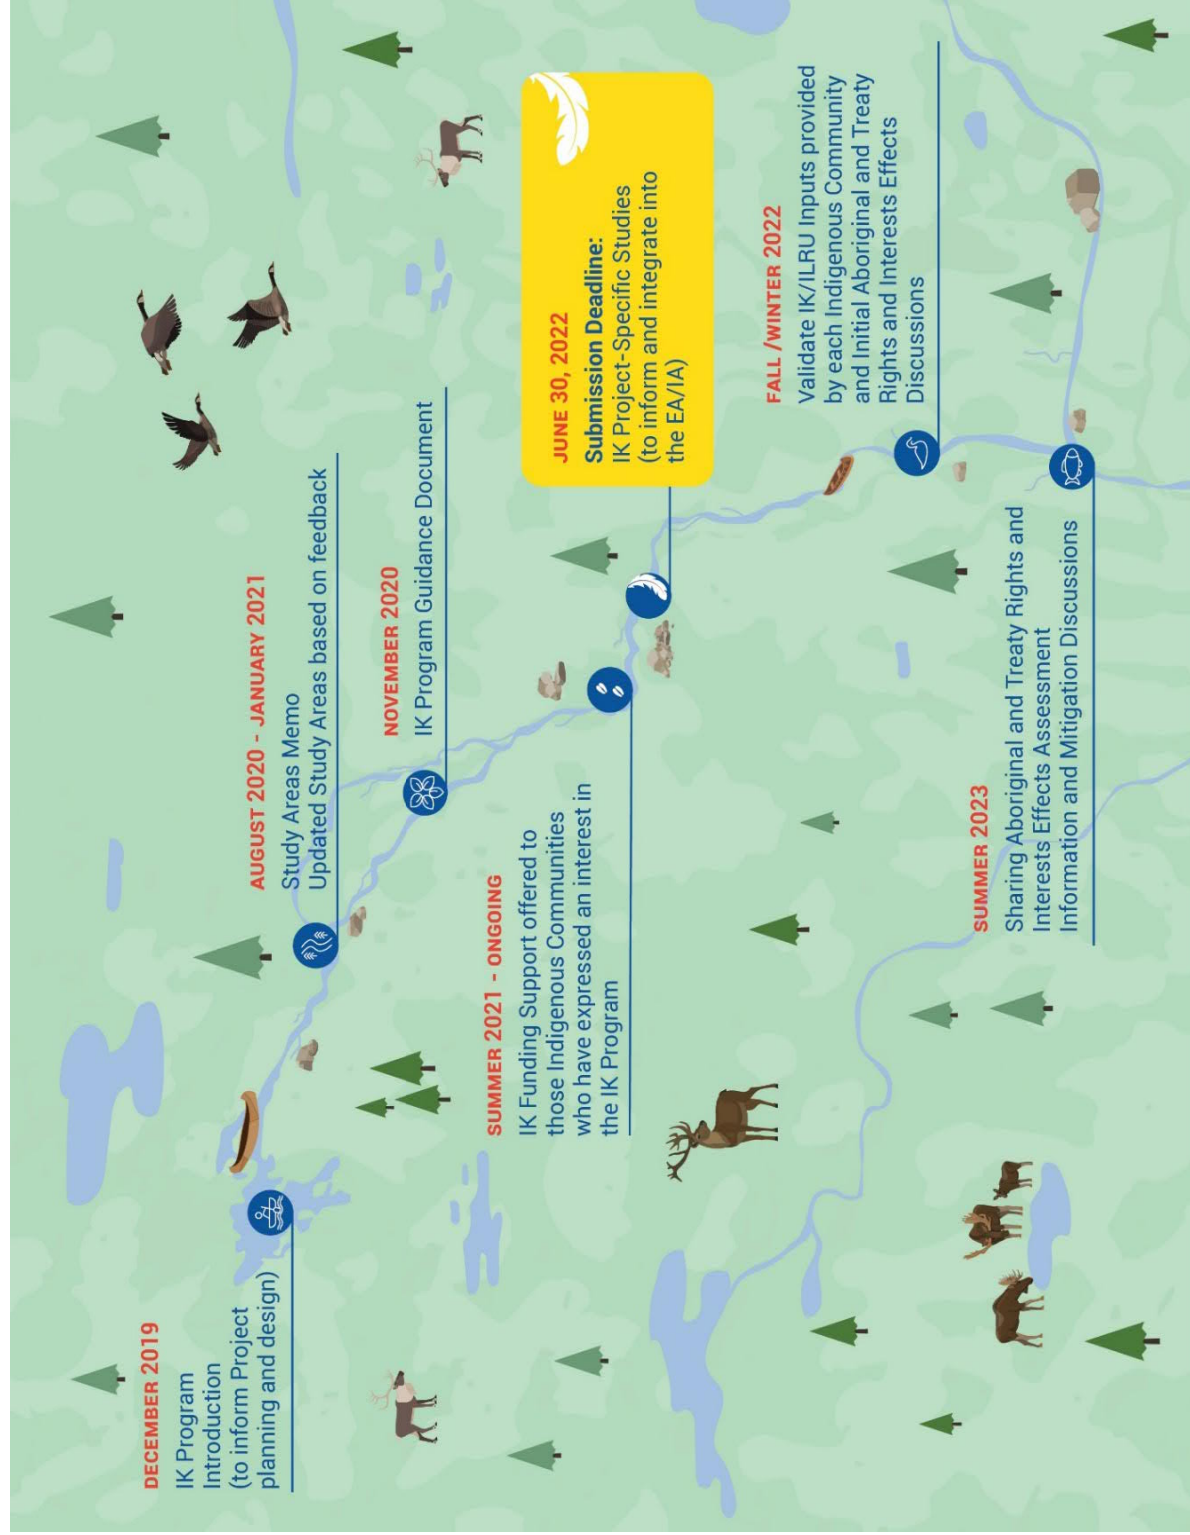 DECEMBER 2019
IK Program
Introduction
(to inform Project
planning and design)
AUGUST 2020 - JANUARY 2021
Study Areas Memo
Updated Study Areas based on feedback
NOVEMBER 2020
IK Program Guidance Document
SUMMER 2021 - ONGOING
IK Funding Support offered to
those Indigenous Communities
who have expressed an interest in
the IK Program
JUNE 30, 2022
Submission Deadline:
IK Project-Specific Studies
(to inform and integrate into
the EA/IA)
FALL /WINTER 2022
Validate IK/ILRU Inputs provided
by each Indigenous Community
and Initial Aboriginal and Treaty
Rights and Interests Effects
Discussions
SUMMER 2023
Sharing Aboriginal and Treaty Rights and
Interests Effects Assessment
Information and Mitigation Discussions